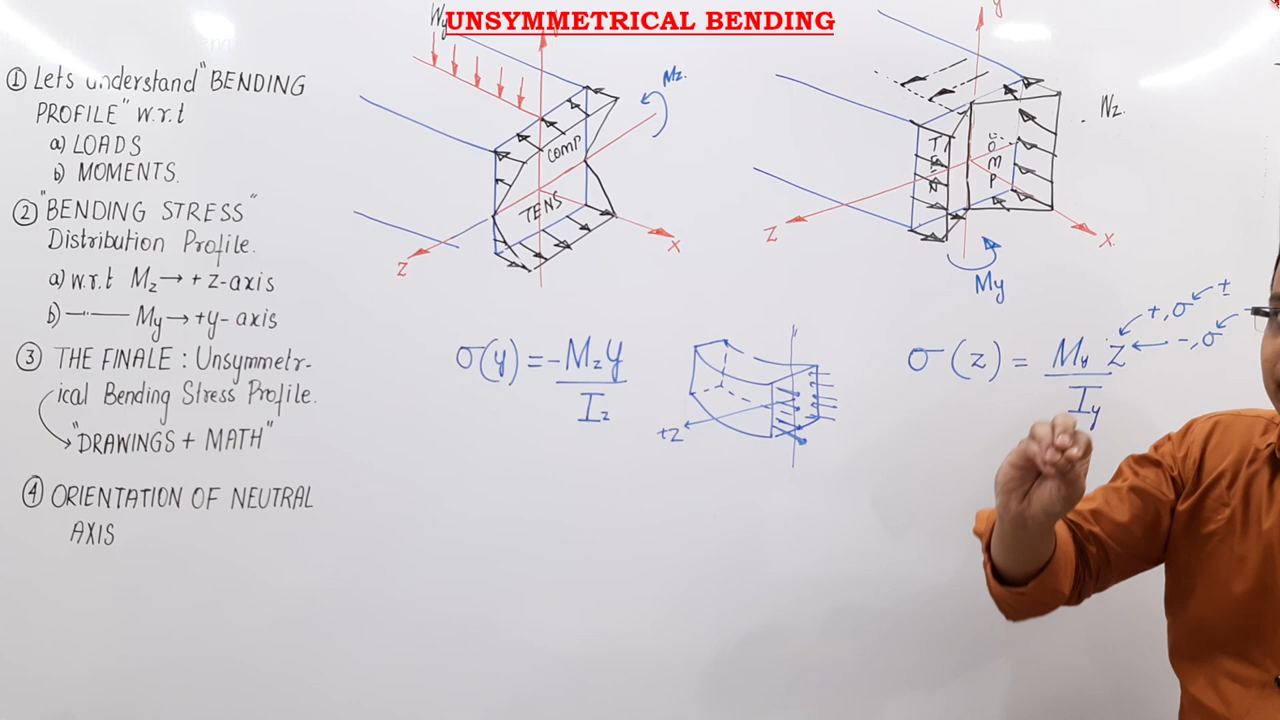 UNSYMMETRICAL BENDING
① Lets understand "BENDING
PROFILE" w.r.t
a) LOADS
b) MOMENTS.
② "BENDING STRESS"
Distribution Profile.
a) w.r.t Mz → + z-axis
b) —〃— My → +y- axis
③ THE FINALE : Unsymmetr-
ical Bending Stress Profile.
"DRAWINGS + MATH"
④ ORIENTATION OF NEUTRAL
AXIS
Wy
y
Mz
COMP
TENS
z
x
σ(y) = -Mz y / Iz
+z
y
Wz
COMP
z
x
My
σ(z) = My z / Iy
+, σ ±
-, σ